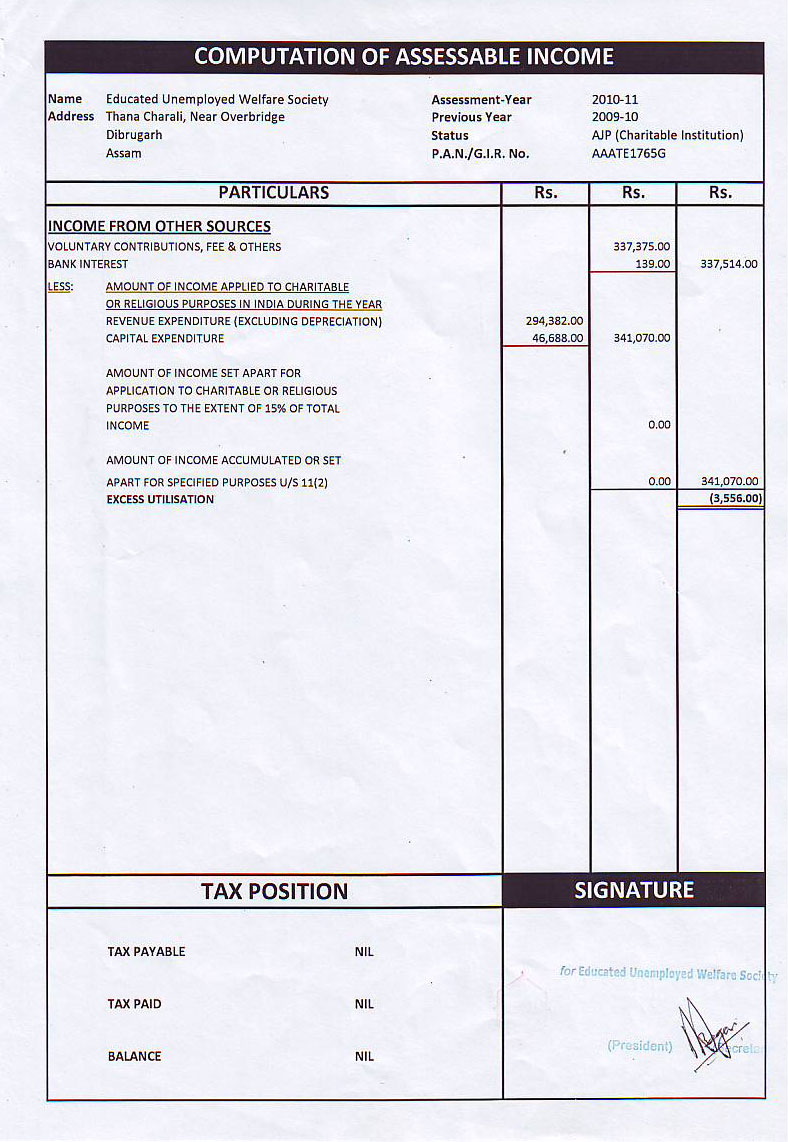 COMPUTATION OF ASSESSABLE INCOME
Name Educated Unemployed Welfare Society Assessment-Year 2010-11
Address Thana Charali, Near Overbridge Previous Year 2009-10
Dibrugarh Status AJP (Charitable Institution)
Assam P.A.N./G.I.R. No. AAATE1765G
PARTICULARS Rs. Rs. Rs.
INCOME FROM OTHER SOURCES
VOLUNTARY CONTRIBUTIONS, FEE & OTHERS 337,375.00
BANK INTEREST 139.00 337,514.00
LESS: AMOUNT OF INCOME APPLIED TO CHARITABLE
OR RELIGIOUS PURPOSES IN INDIA DURING THE YEAR
REVENUE EXPENDITURE (EXCLUDING DEPRECIATION) 294,382.00
CAPITAL EXPENDITURE 46,688.00 341,070.00
AMOUNT OF INCOME SET APART FOR
APPLICATION TO CHARITABLE OR RELIGIOUS
PURPOSES TO THE EXTENT OF 15% OF TOTAL
INCOME 0.00
AMOUNT OF INCOME ACCUMULATED OR SET
APART FOR SPECIFIED PURPOSES U/S 11(2) 0.00 341,070.00
EXCESS UTILISATION (3,556.00)
TAX POSITION SIGNATURE
TAX PAYABLE NIL
for Educated Unemployed Welfare Society
TAX PAID NIL
(President)
BALANCE NIL